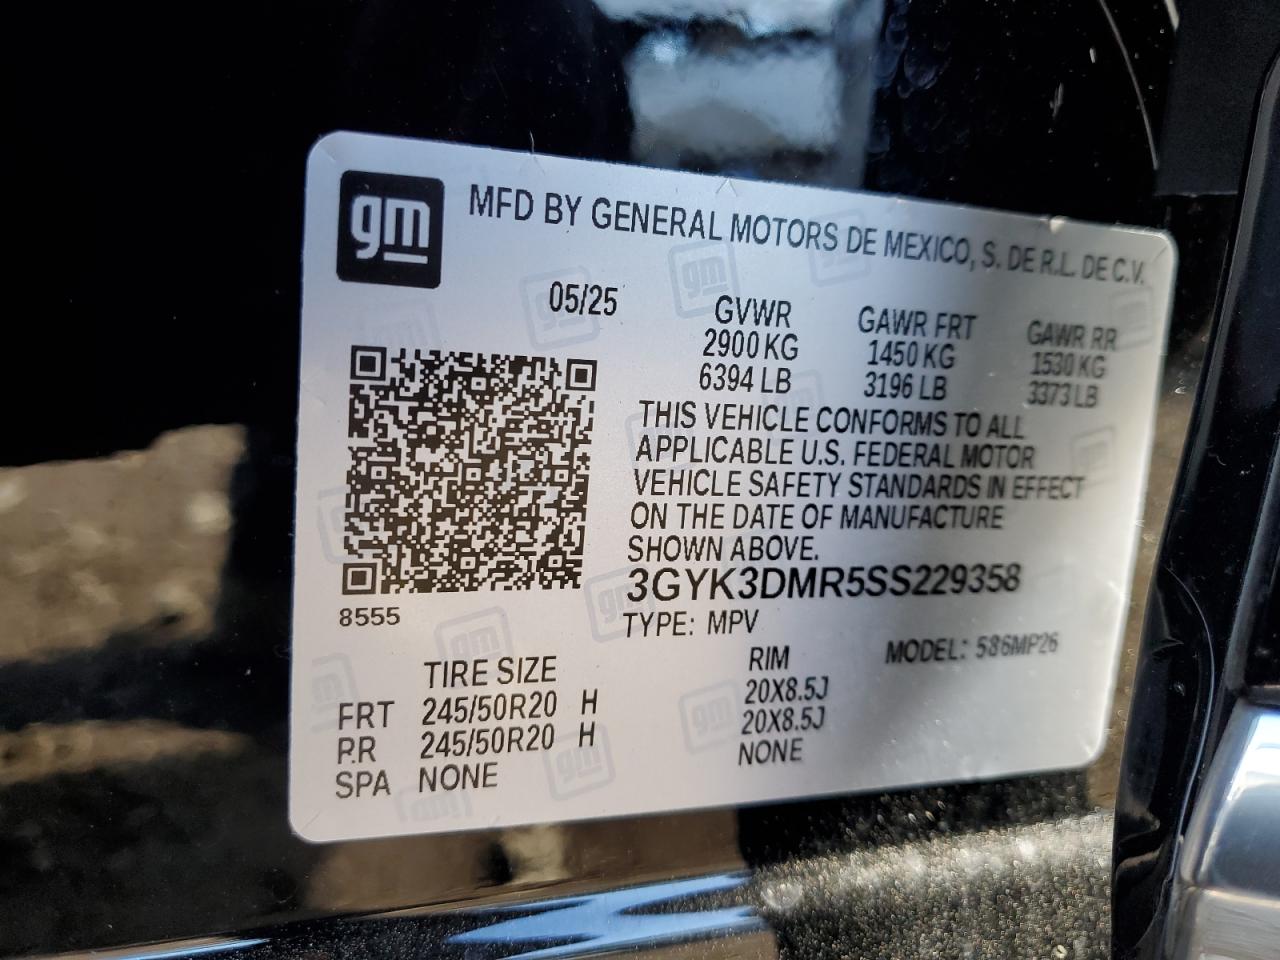 gm
MFD BY GENERAL MOTORS DE MEXICO, S. DE R.L. DE C.V.
05/25
GVWR GAWR FRT GAWR RR
2900 KG 1450 KG 1530 KG
6394 LB 3196 LB 3373 LB
THIS VEHICLE CONFORMS TO ALL
APPLICABLE U.S. FEDERAL MOTOR
VEHICLE SAFETY STANDARDS IN EFFECT
ON THE DATE OF MANUFACTURE
SHOWN ABOVE.
3GYK3DMR5SS229358
8555
TYPE: MPV MODEL: 586MP26
TIRE SIZE RIM
FRT 245/50R20 H 20X8.5J
RR 245/50R20 H 20X8.5J
SPA NONE NONE